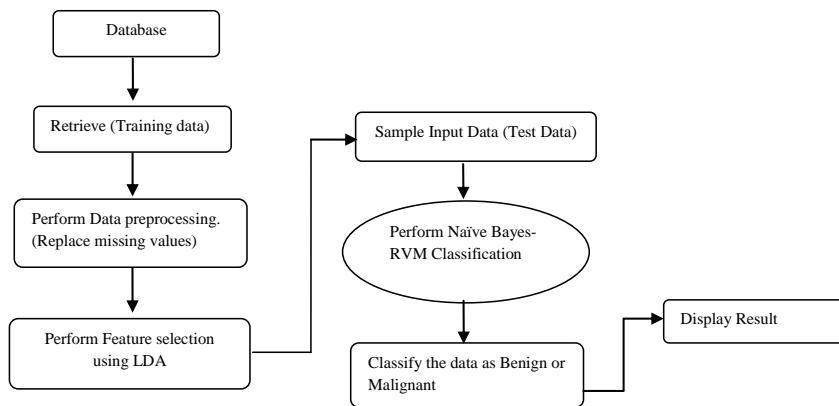 Database
Retrieve (Training data)
Perform Data preprocessing.
(Replace missing values)
Perform Feature selection
using LDA
Sample Input Data (Test Data)
Perform Naïve Bayes-
RVM Classification
Classify the data as Benign or
Malignant
Display Result